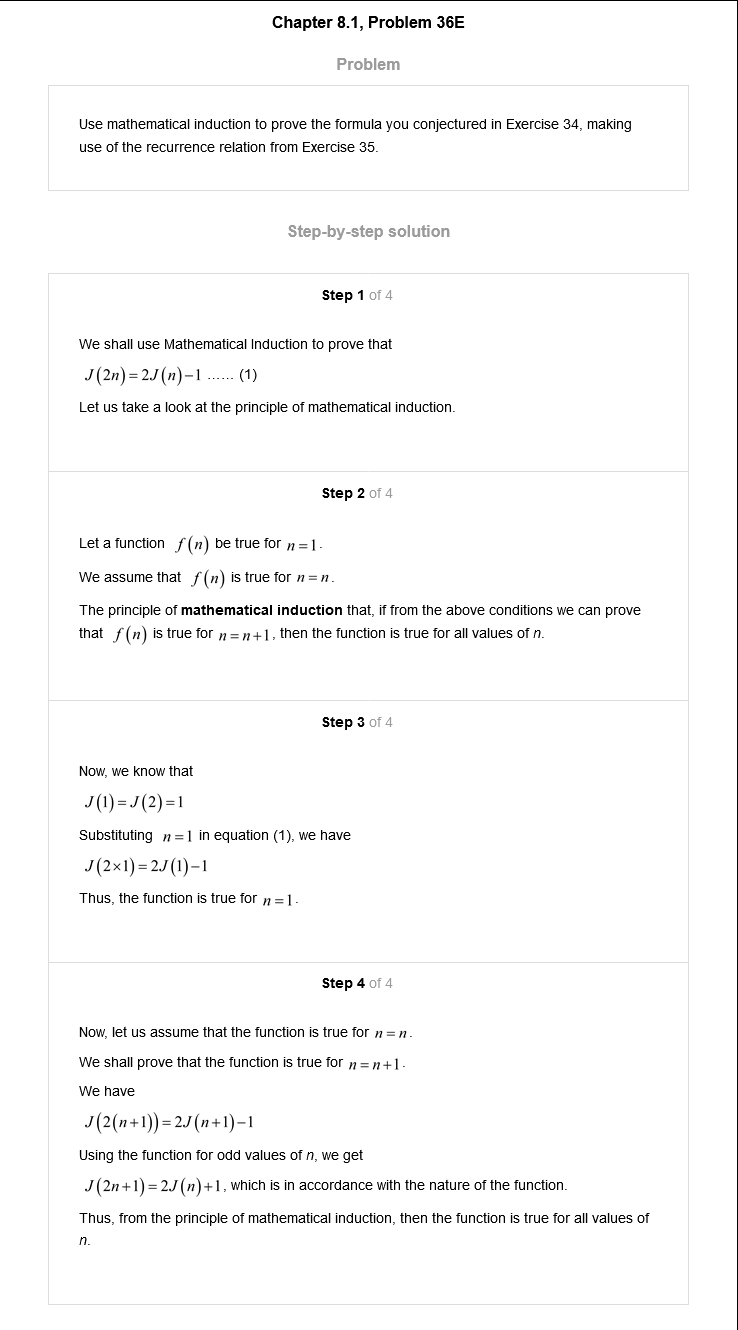 Chapter 8.1, Problem 36E
Problem
Use mathematical induction to prove the formula you conjectured in Exercise 34, making
use of the recurrence relation from Exercise 35.
Step-by-step solution
Step 1 of 4
We shall use Mathematical Induction to prove that
J(2n)=2J(n)−1 ...... (1)
Let us take a look at the principle of mathematical induction.
Step 2 of 4
Let a function f(n) be true for n=1.
We assume that f(n) is true for n=n.
The principle of mathematical induction that, if from the above conditions we can prove
that f(n) is true for n=n+1, then the function is true for all values of n.
Step 3 of 4
Now, we know that
J(1)=J(2)=1
Substituting n=1 in equation (1), we have
J(2×1)=2J(1)−1
Thus, the function is true for n=1.
Step 4 of 4
Now, let us assume that the function is true for n=n.
We shall prove that the function is true for n=n+1.
We have
J(2(n+1))=2J(n+1)−1
Using the function for odd values of n, we get
J(2n+1)=2J(n)+1, which is in accordance with the nature of the function.
Thus, from the principle of mathematical induction, then the function is true for all values of
n.